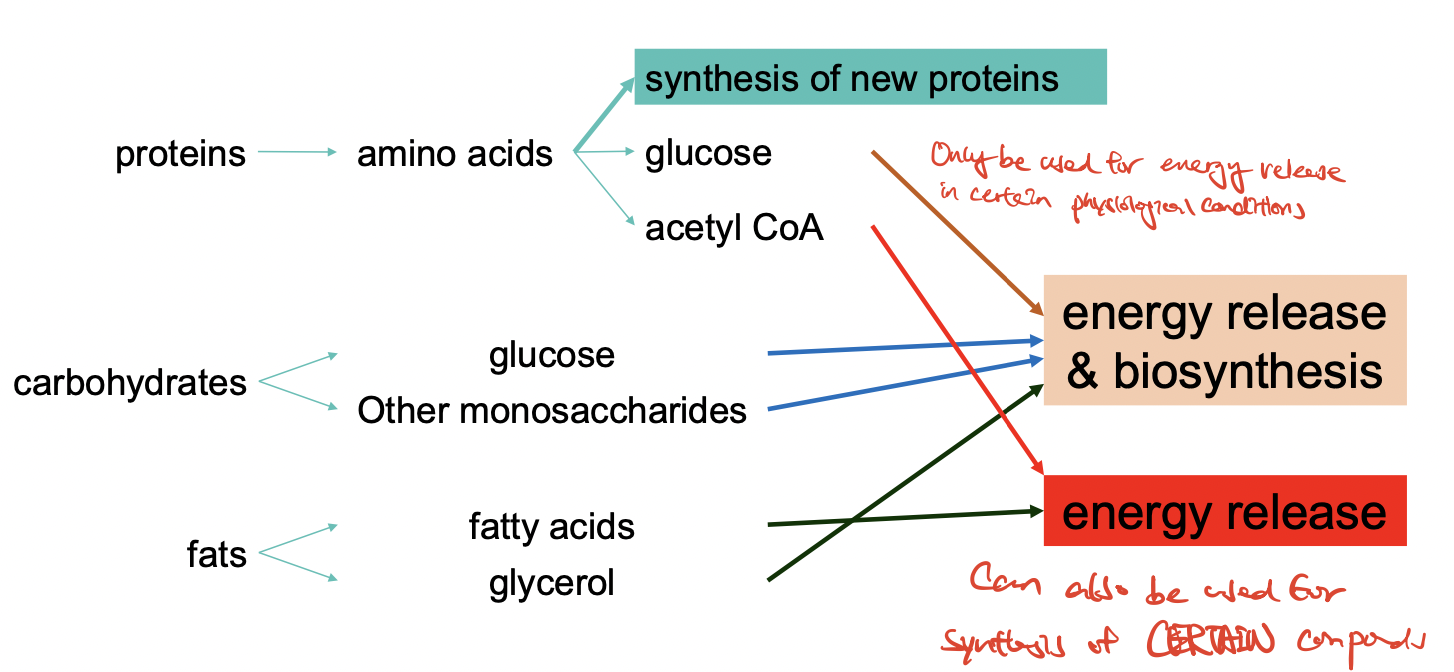 synthesis of new proteins
proteins
amino acids
glucose
acetyl CoA
Only be used for energy release
in certain physiological conditions
carbohydrates
glucose
Other monosaccharides
energy release
& biosynthesis
fats
fatty acids
glycerol
energy release
Can also be used for
synthesis of CERTAIN compounds